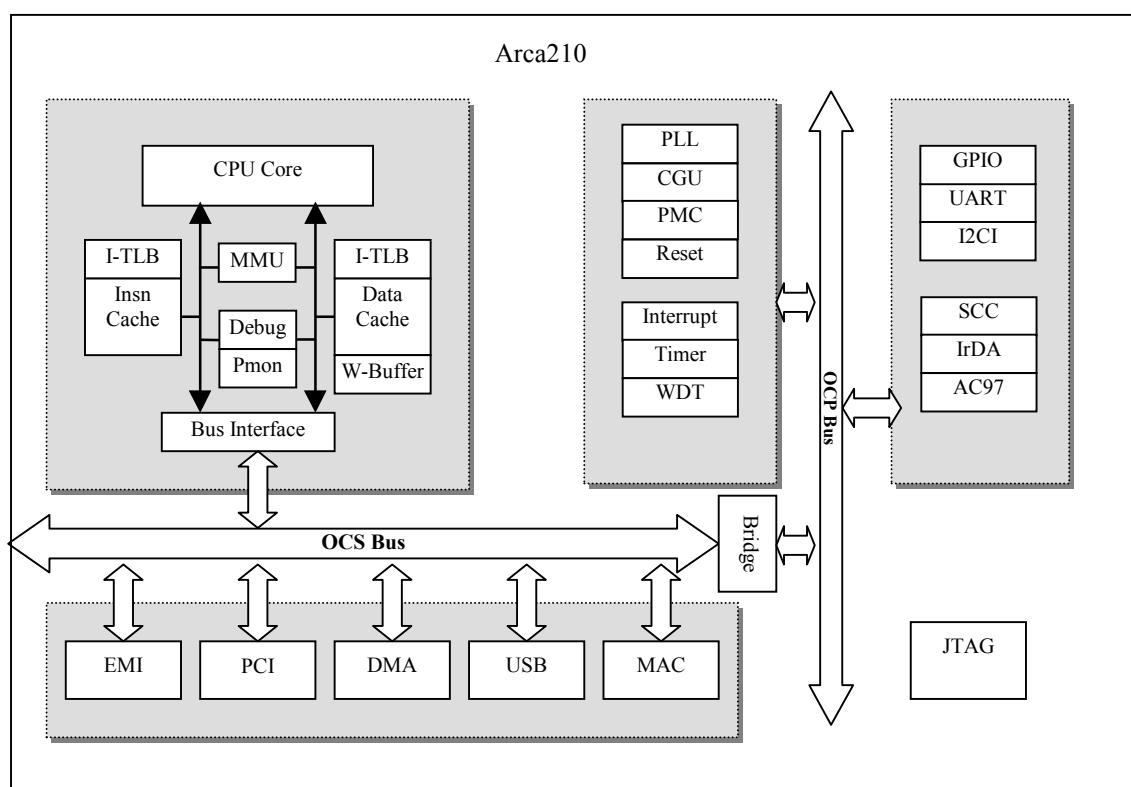 Arca210
CPU Core
I-TLB
Insn
Cache
MMU
Debug
Pmon
I-TLB
Data
Cache
W-Buffer
Bus Interface
PLL
CGU
PMC
Reset
Interrupt
Timer
WDT
OCP Bus
GPIO
UART
I2CI
SCC
IrDA
AC97
OCS Bus
Bridge
EMI
PCI
DMA
USB
MAC
JTAG